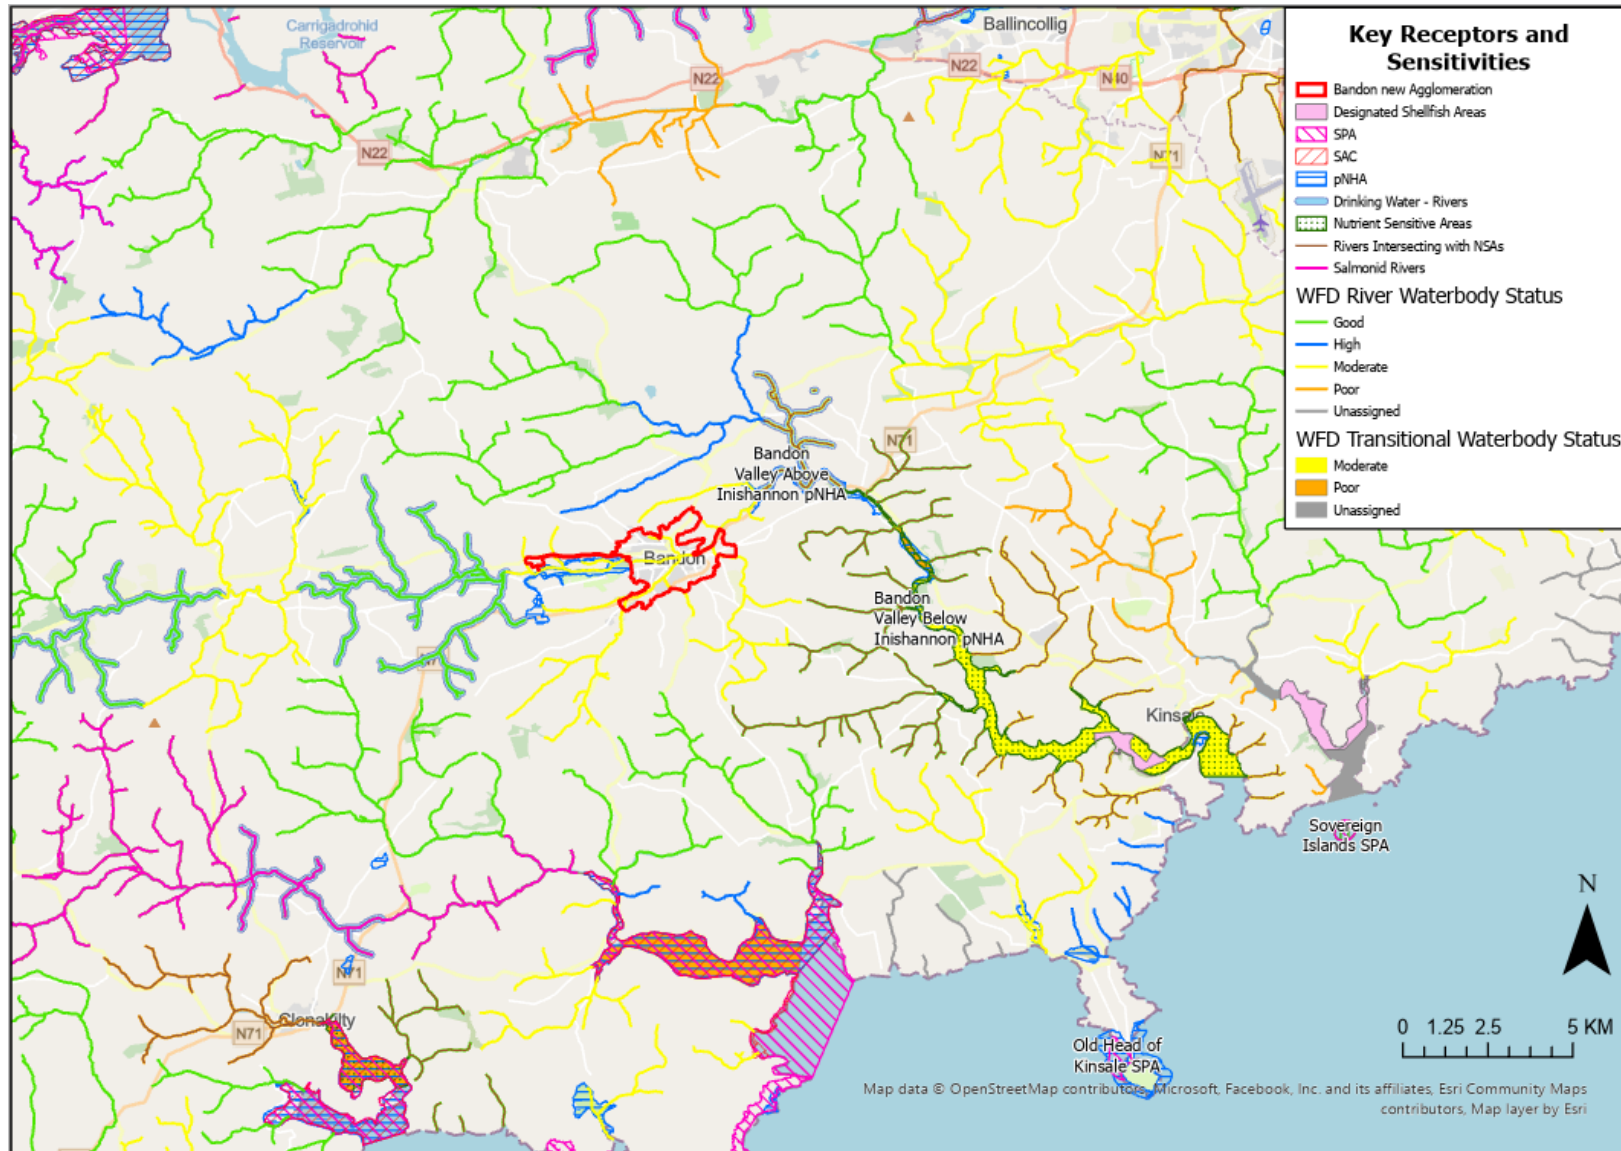 Carrigadrohid
Reservoir
Ballincollig
N22
N22
N40
N22
N71
Key Receptors and
Sensitivities
Bandon new Agglomeration
Designated Shellfish Areas
SPA
SAC
pNHA
Drinking Water - Rivers
Nutrient Sensitive Areas
Rivers Intersecting with NSAs
Salmonid Rivers
WFD River Waterbody Status
Good
High
Moderate
Poor
Unassigned
WFD Transitional Waterbody Status
Moderate
Poor
Unassigned
N71
Bandon
Valley Above
Inishannon pNHA
Bandon
Bandon
Valley Below
Inishannon pNHA
N71
Kinsale
Sovereign
Islands SPA
N
N71
Clonakilty
N71
Old Head of
Kinsale SPA
0 1.25 2.5 5 KM
Map data © OpenStreetMap contributors, Microsoft, Facebook, Inc. and its affiliates, Esri Community Maps
contributors, Map layer by Esri